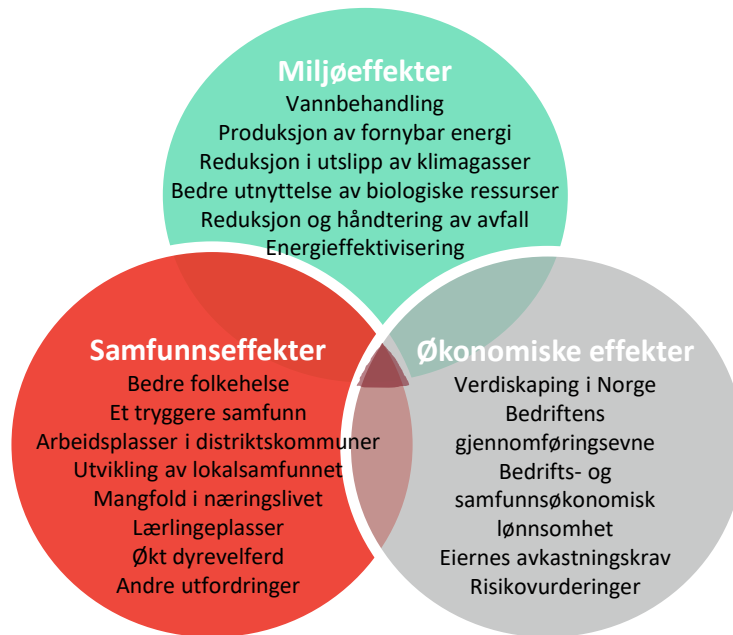 Miljøeffekter
Vannbehandling
Produksjon av fornybar energi
Reduksjon i utslipp av klimagasser
Bedre utnyttelse av biologiske ressurser
Reduksjon og håndtering av avfall
Energieffektivisering
Samfunnseffekter
Bedre folkehelse
Et tryggere samfunn
Arbeidsplasser i distriktskommuner
Utvikling av lokalsamfunnet
Mangfold i næringslivet
Lærlingeplasser
Økt dyrevelferd
Andre utfordringer
Økonomiske effekter
Verdiskaping i Norge
Bedriftens
gjennomføringsevne
Bedrifts- og
samfunnsøkonomisk
lønnsomhet
Eiernes avkastningskrav
Risikovurderinger